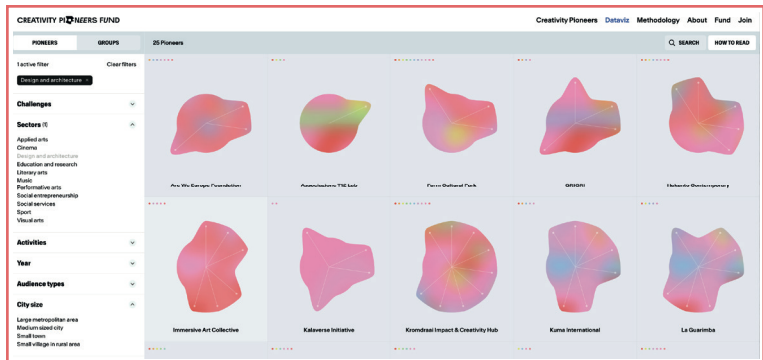 CREATIVITY PIONEERS FUND
Creativity Pioneers Dataviz Methodology About Fund Join
PIONEERS GROUPS 25 Pioneers SEARCH HOW TO READ
1 active filter Clear filters
Design and architecture ×
Challenges
Sectors (1)
Applied arts
Cinema
Design and architecture
Education and research
Literary arts
Music
Performative arts
Social entrepreneurship
Social services
Sport
Visual arts
Activities
Year
Audience types
City size
Large metropolitan area
Medium sized city
Small town
Small village in rural area
Immersive Art Collective Kalaverse Initiative Kromdraai Impact & Creativity Hub Kuma International La Guarimba